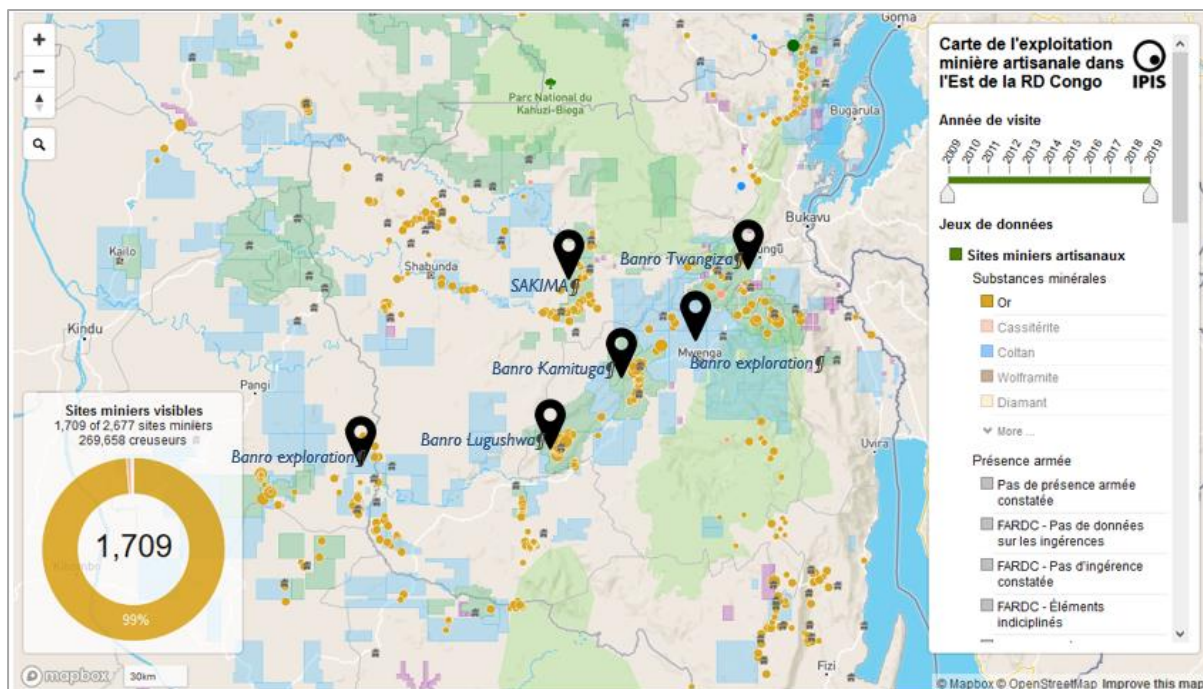 Goma
Parc National du
Kahuzi-Biega
Bugarula
Bukavu
Kailo
Shabunda
SAKIMA¶
Banro Twangiza¶
Kindu
Mwenga
Banro Kamituga¶
Banro exploration¶
Pangi
Banro Lugushwa¶
Banro exploration¶
Uvira
Fizi
Sites miniers visibles
1,709 of 2,677 sites miniers
269,658 creuseurs
1,709
99%
mapbox
30km
Carte de l'exploitation
minière artisanale dans
l'Est de la RD Congo
IPIS
Année de visite
2009 2010 2011 2012 2013 2014 2015 2016 2017 2018 2019
Jeux de données
Sites miniers artisanaux
Substances minérales
Or
Cassitérite
Coltan
Wolframite
Diamant
More ...
Présence armée
Pas de présence armée
constatée
FARDC - Pas de données
sur les ingérences
FARDC - Pas d'ingérence
constatée
FARDC - Éléments
indiciplinés
© Mapbox © OpenStreetMap Improve this map